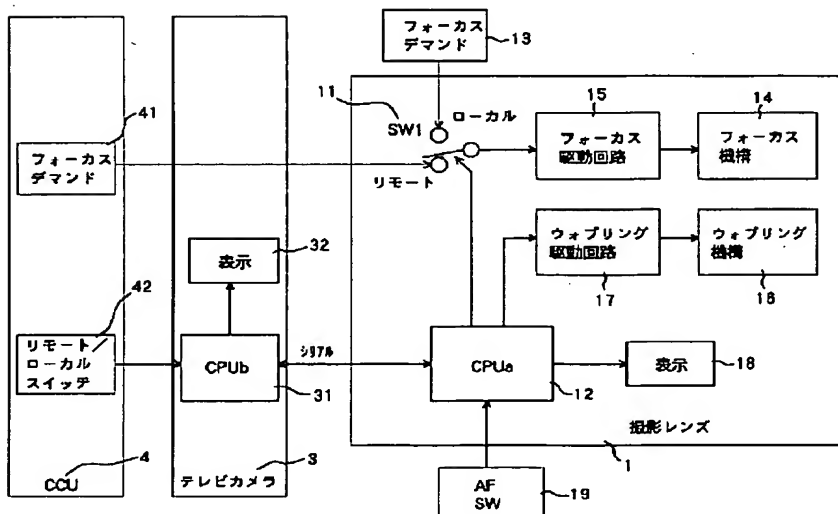 フォーカス
デマンド
13
11
SW1
ローカル
リモート
15
フォーカス
駆動回路
14
フォーカス
機構
41
フォーカス
デマンド
32
表示
ウォブリング
駆動回路
17
ウォブリング
機構
16
42
リモート/
ローカル
スイッチ
CPUb
31
シリアル
CPUa
12
表示
18
撮影レンズ
1
4
CCU
3
テレビカメラ
AF
SW
19